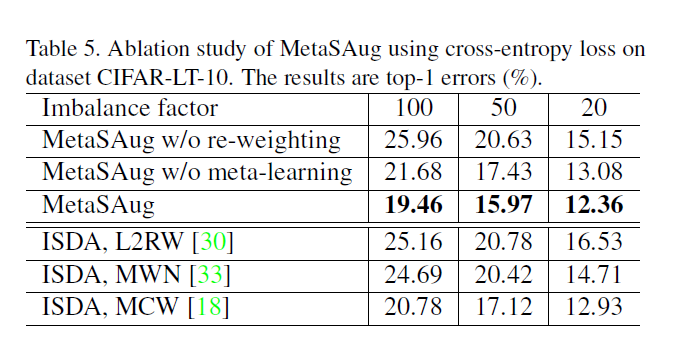 Table 5. Ablation study of MetaSAug using cross-entropy loss on
dataset CIFAR-LT-10. The results are top-1 errors (%).
Imbalance factor 100 50 20
MetaSAug w/o re-weighting 25.96 20.63 15.15
MetaSAug w/o meta-learning 21.68 17.43 13.08
MetaSAug 19.46 15.97 12.36
ISDA, L2RW [30] 25.16 20.78 16.53
ISDA, MWN [33] 24.69 20.42 14.71
ISDA, MCW [18] 20.78 17.12 12.93